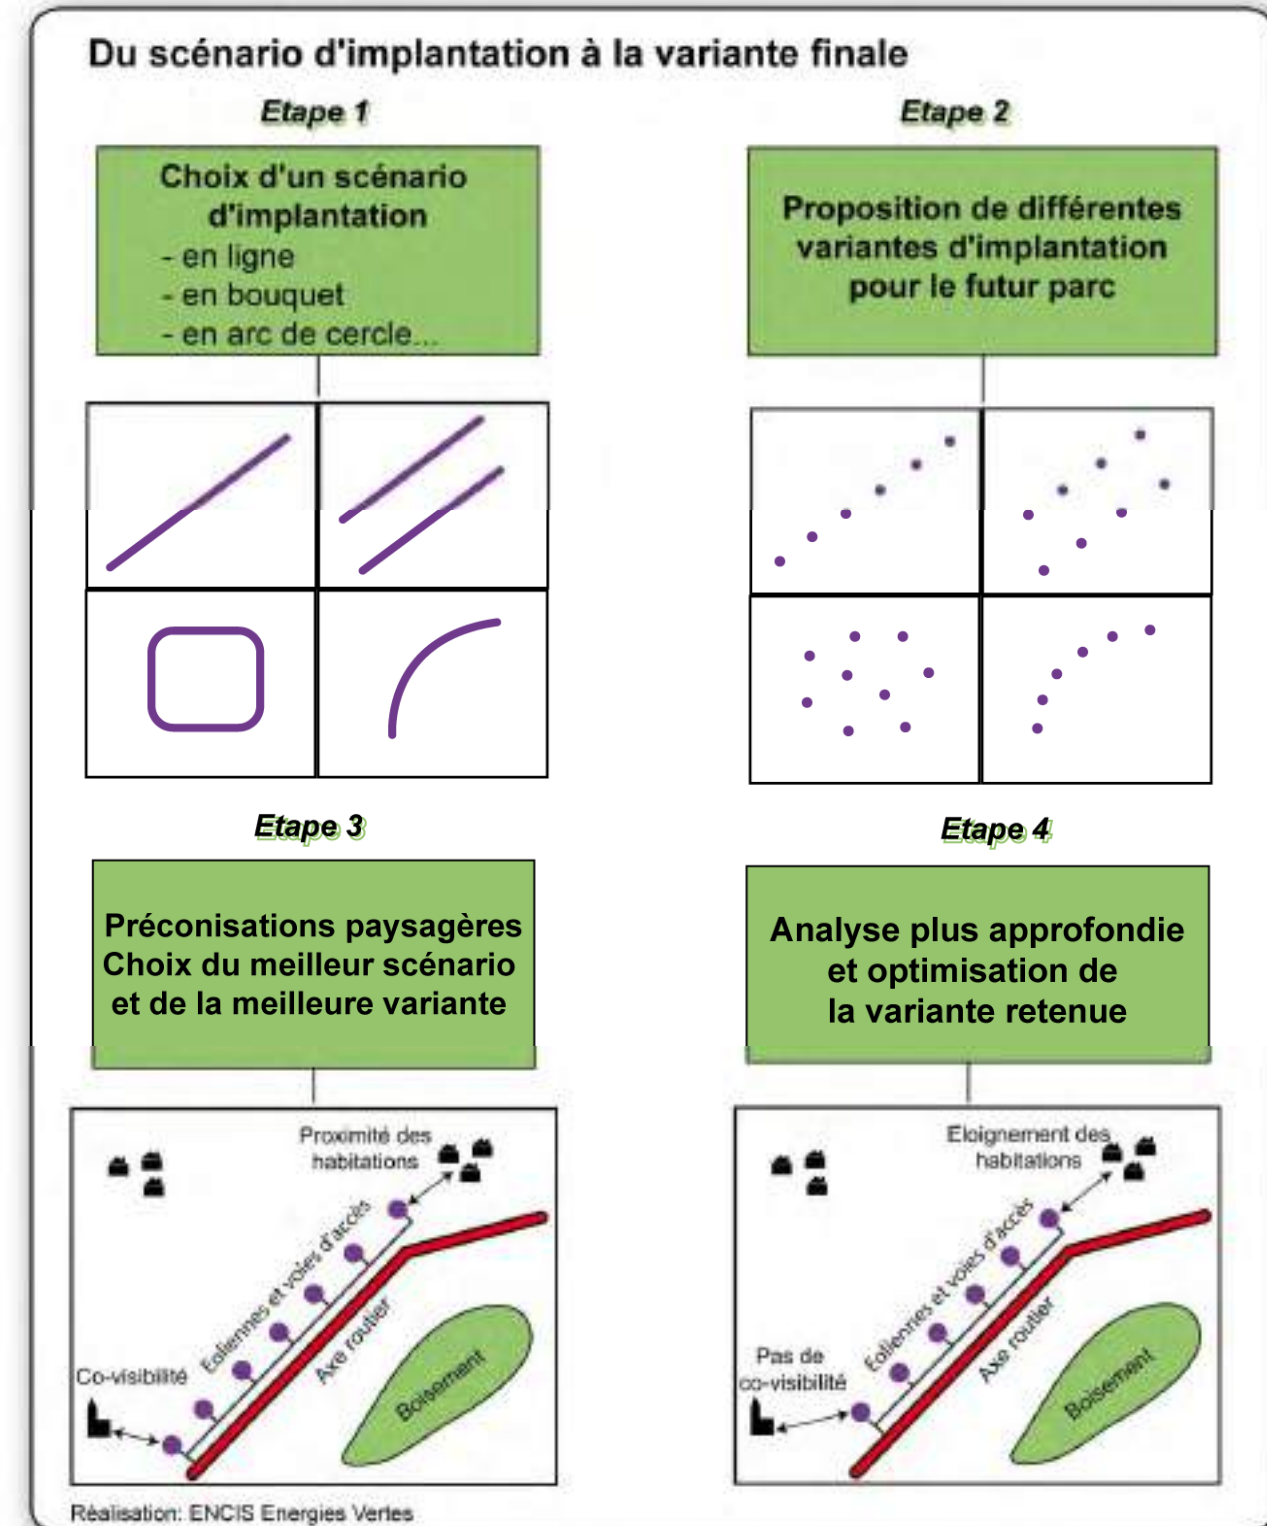 Du scénario d'implantation à la variante finale
Etape 1
Choix d'un scénario
d'implantation
- en ligne
- en bouquet
- en arc de cercle...
Etape 2
Proposition de différentes
variantes d'implantation
pour le futur parc
Etape 3
Préconisations paysagères
Choix du meilleur scénario
et de la meilleure variante
Proximité des
habitations
Eoliennes et voies d'accès
Axe routier
Co-visibilité
Boisement
Etape 4
Analyse plus approfondie
et optimisation de
la variante retenue
Eloignement des
habitations
Eoliennes et voies d'accès
Axe routier
Pas de
co-visibilité
Boisement
Réalisation: ENCIS Energies Vertes